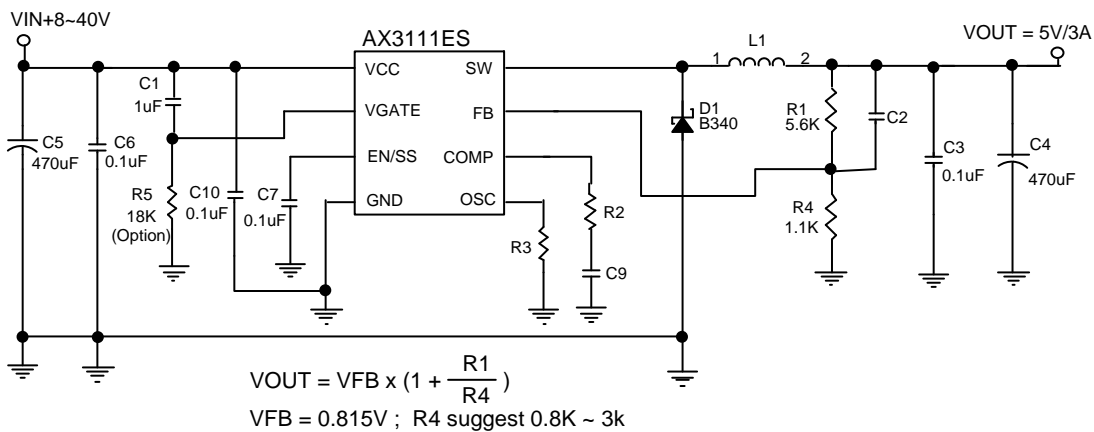 VIN+8~40V
VOUT = 5V/3A
AX3111ES
L1
1
2
VCC
SW
VGATE
FB
EN/SS
COMP
GND
OSC
C1
1uF
C5
470uF
C6
0.1uF
R5
18K
(Option)
C10
0.1uF
C7
0.1uF
D1
B340
R1
5.6K
C2
C3
0.1uF
C4
470uF
R2
R3
C9
R4
1.1K
VOUT = VFB x (1 + R1
R4 )
VFB = 0.815V ; R4 suggest 0.8K ~ 3k